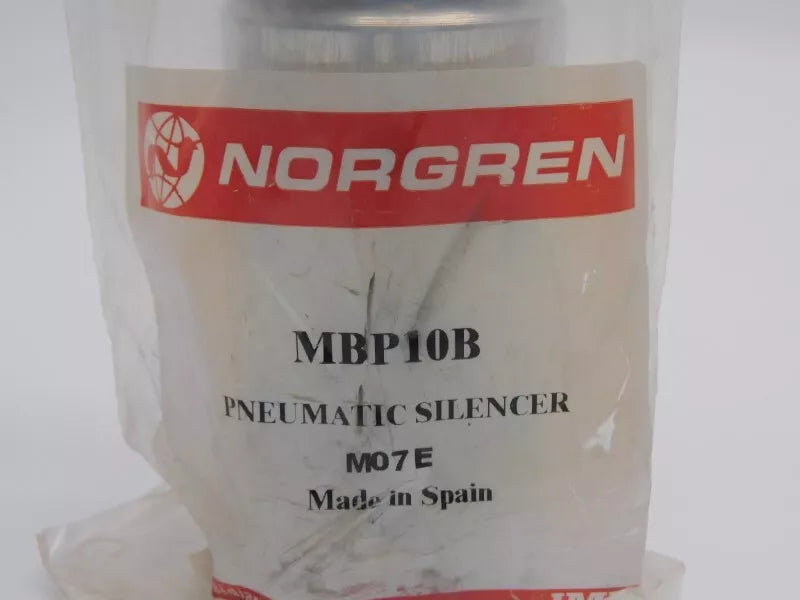 NORGREN
MBP10B
PNEUMATIC SILENCER
M07E
Made in Spain